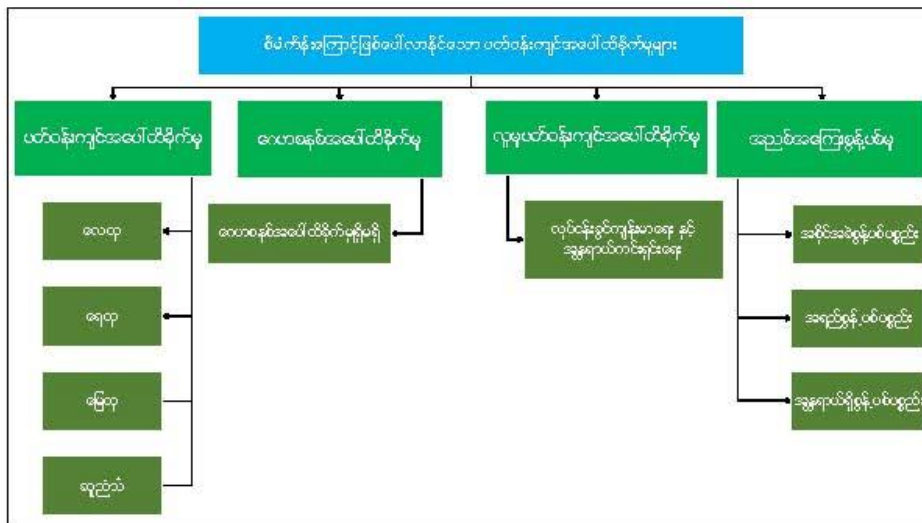 စီမံကိန်းကြောင့်ဖြစ်ပေါ်လာနိုင်သော ပတ်ဝန်းကျင်အပေါ်ထိခိုက်မှုများ
ပတ်ဝန်းကျင်အပေါ်ထိခိုက်မှု
ဂေဟစနစ်အပေါ်ထိခိုက်မှု
လူမှုပတ်ဝန်းကျင်အပေါ်ထိခိုက်မှု
အညစ်အကြေးစွန့်ပစ်မှု
လေထု
ရေထု
မြေထု
ဆူညံသံ
ဂေဟစနစ်အပေါ်ထိခိုက်မှုရှိမရှိ
လုပ်ငန်းခွင်ကျန်းမာရေး နှင့်
အန္တရာယ်ကင်းရှင်းရေး
အစိုင်အခဲစွန့်ပစ်ပစ္စည်း
အရည်စွန့်ပစ်ပစ္စည်း
အန္တရာယ်ရှိစွန့်ပစ်ပစ္စည်း